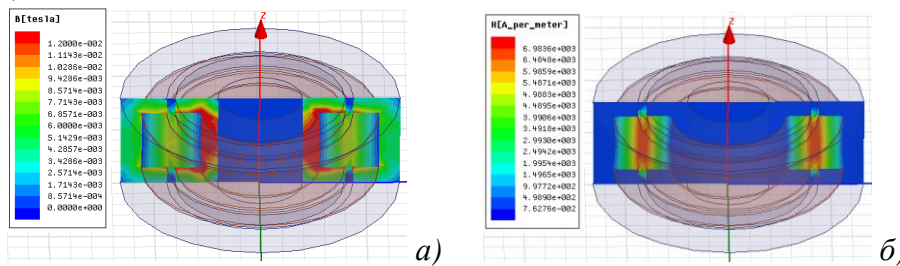 B[tesla]
1.2000e-002
1.1143e-002
1.0286e-002
9.4286e-003
8.5714e-003
7.7143e-003
6.8571e-003
6.0000e-003
5.1429e-003
4.2857e-003
3.4286e-003
2.5714e-003
1.7143e-003
8.5714e-004
0.0000e+000
Z
а)
H[A_per_meter]
6.9836e+003
6.4848e+003
5.9859e+003
5.4871e+003
4.9883e+003
4.4895e+003
3.9906e+003
3.4918e+003
2.9930e+003
2.4942e+003
1.9954e+003
1.4965e+003
9.9772e+002
4.9890e+002
7.6276e-002
Z
б)